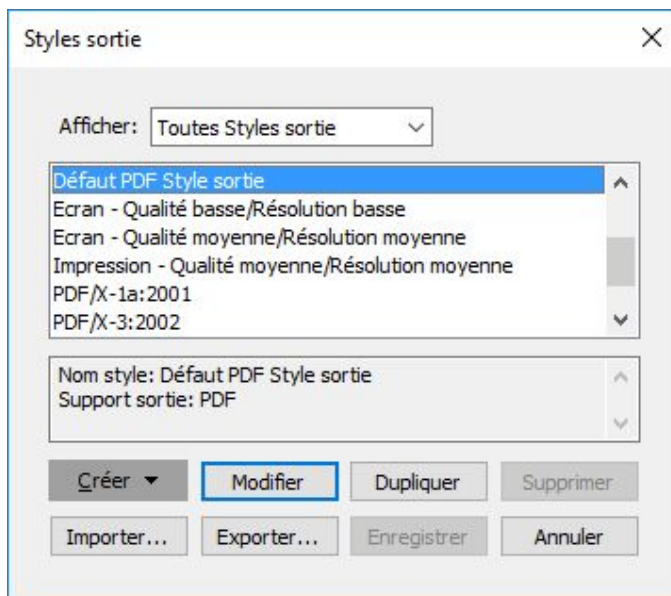 Styles sortie
Afficher: Toutes Styles sortie
Défaut PDF Style sortie
Ecran - Qualité basse/Résolution basse
Ecran - Qualité moyenne/Résolution moyenne
Impression - Qualité moyenne/Résolution moyenne
PDF/X-1a:2001
PDF/X-3:2002
Nom style: Défaut PDF Style sortie
Support sortie: PDF
Créer Modifier Dupliquer Supprimer
Importer... Exporter... Enregistrer Annuler